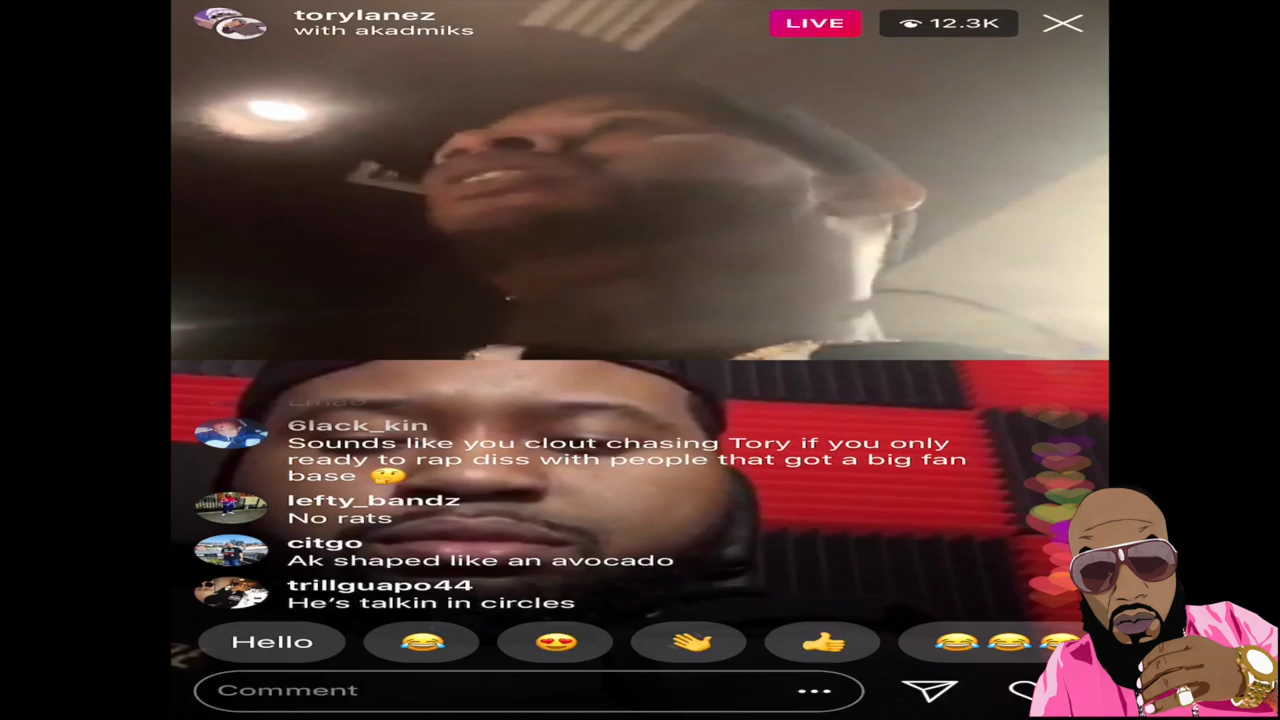 torylanez
with akadmiks
LIVE
12.3K
6lack_kin
Sounds like you clout chasing Tory if you only
ready to rap diss with people that got a big fan
base 🤔
lefty_bandz
No rats
citgo
Ak shaped like an avocado
trillguapo44
He's talkin in circles
Hello 😂 😍 👋 👍 😂 😂 😂
Comment